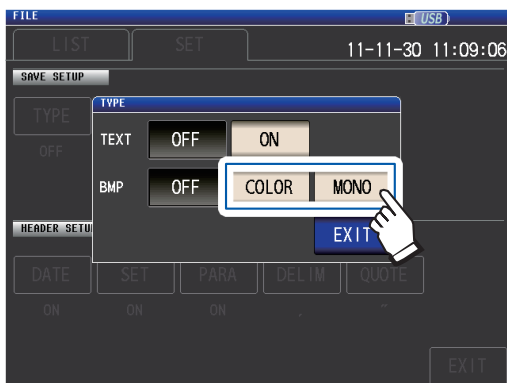 FILE USB
LIST SET 11-11-30 11:09:06
SAVE SETUP
TYPE
OFF
TYPE
TEXT OFF ON
BMP OFF COLOR MONO
EXIT
HEADER SETU
DATE SET PARA DELIM QUOTE
ON ON ON , ~
EXIT